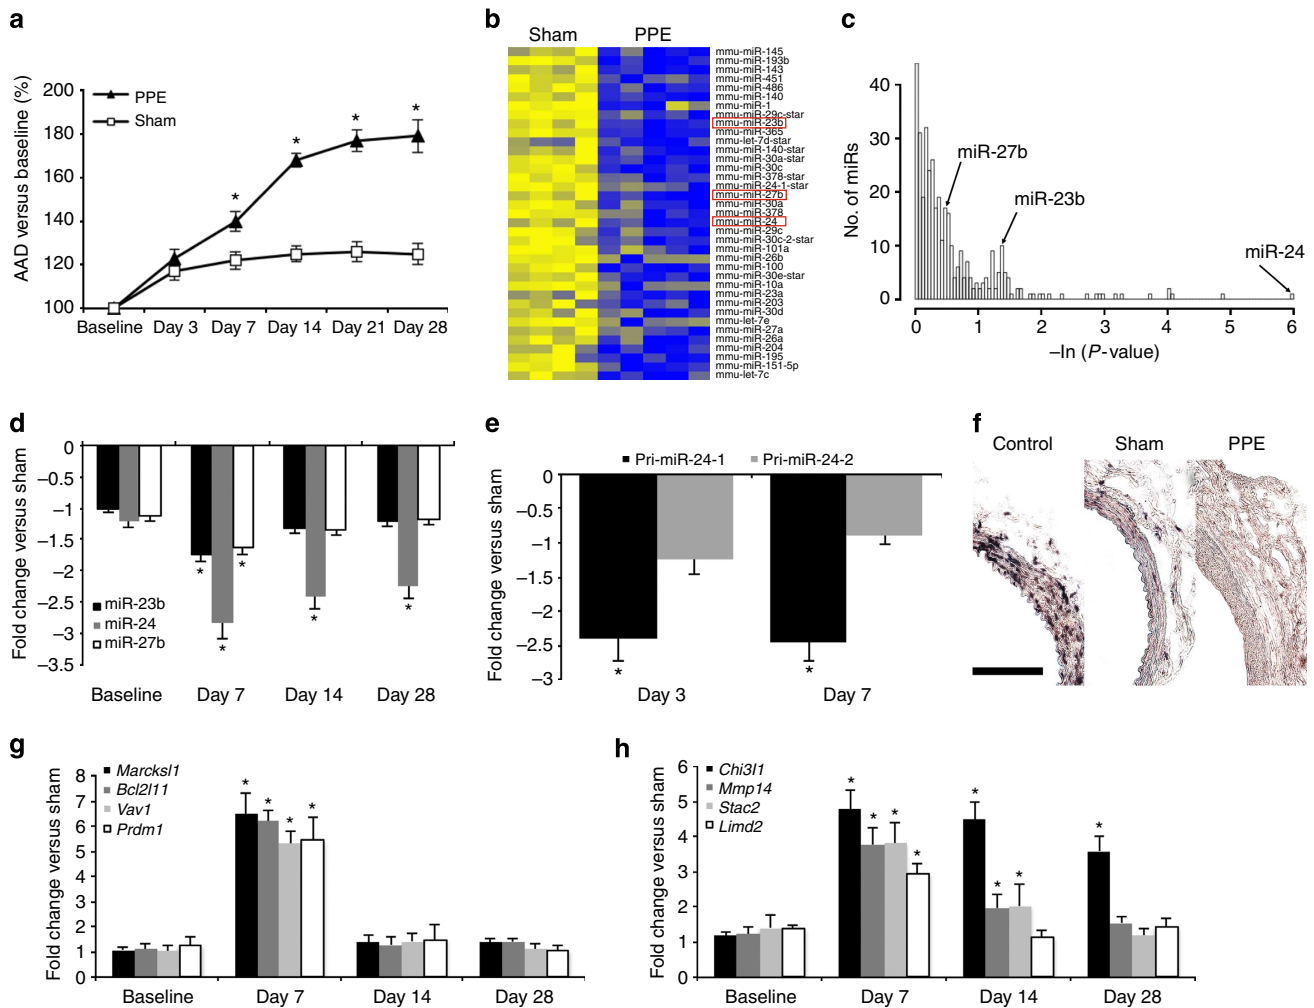 a
AAD versus baseline (%)
200
180
160
140
120
100
PPE
Sham
*
*
*
*
Baseline Day 3 Day 7 Day 14 Day 21 Day 28
b
Sham PPE
mmu-miR-145
mmu-miR-193b
mmu-miR-143
mmu-miR-451
mmu-miR-486
mmu-miR-140
mmu-miR-1
mmu-miR-29c-star
mmu-miR-23b
mmu-miR-365
mmu-let-7d-star
mmu-miR-140-star
mmu-miR-30a-star
mmu-miR-30c
mmu-miR-378-star
mmu-miR-24-1-star
mmu-miR-27b
mmu-miR-30a
mmu-miR-378
mmu-miR-24
mmu-miR-29c
mmu-miR-30c-2-star
mmu-miR-101a
mmu-miR-26b
mmu-miR-100
mmu-miR-30e-star
mmu-miR-10a
mmu-miR-23a
mmu-miR-203
mmu-miR-30d
mmu-let-7e
mmu-miR-27a
mmu-miR-26a
mmu-miR-204
mmu-miR-195
mmu-miR-151-5p
mmu-let-7c
c
No. of miRs
40
30
20
10
0
miR-27b
miR-23b
miR-24
0 1 2 3 4 5 6
–ln (P-value)
d
Fold change versus sham
0
–0.5
–1
–1.5
–2
–2.5
–3
–3.5
miR-23b
miR-24
miR-27b
* * *
*
*
Baseline Day 7 Day 14 Day 28
e
Pri-miR-24-1 Pri-miR-24-2
Fold change versus sham
0
–0.5
–1
–1.5
–2
–2.5
–3
* *
Day 3 Day 7
f
Control Sham PPE
g
Fold change versus sham
8
7
6
5
4
3
2
1
0
Marcksl1
Bcl2l11
Vav1
Prdm1
* * * *
Baseline Day 7 Day 14 Day 28
h
Fold change versus sham
6
5
4
3
2
1
0
Chi3l1
Mmp14
Stac2
Limd2
* * * *
* * *
*
Baseline Day 7 Day 14 Day 28